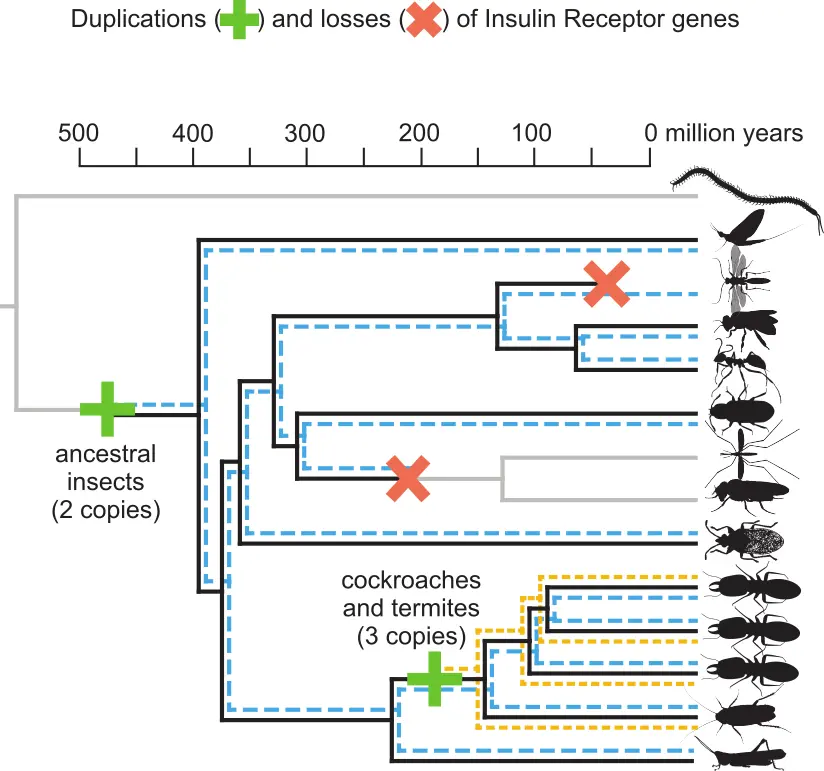 Duplications (+) and losses (×) of Insulin Receptor genes
500 400 300 200 100 0 million years
ancestral
insects
(2 copies)
cockroaches
and termites
(3 copies)